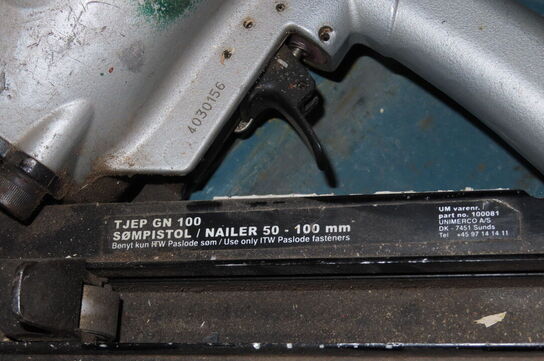 4030156
TJEP GN 100
SØMPISTOL / NAILER 50 - 100 mm
Benyt kun ITW Paslode søm / Use only ITW Paslode fasteners
UM varenr.
part no. 100081
UNIMERCO A/S
DK - 7451 Sunds
Tel +45 97 14 14 11